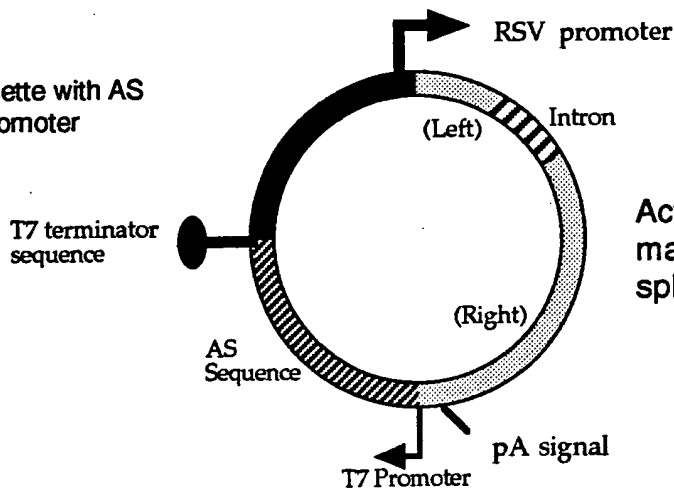 RSV promoter
ette with AS
omoter
(Left)
Intron
T7 terminator
sequence
Ac
ma
spl
(Right)
AS
Sequence
pA signal
T7 Promoter